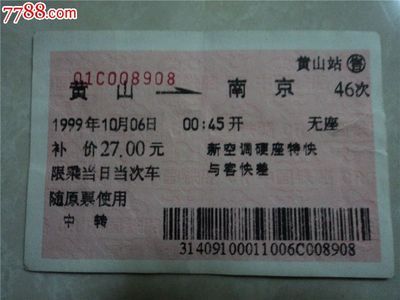 7788.com
01C008908
黄山站 售
黄 山 → 南 京 46次
1999年10月06日 00:45开 无座
补 价27.00元 新空调硬座特快
限乘当日当次车 与客快差
随原票使用
中 转
31409100011006C008908